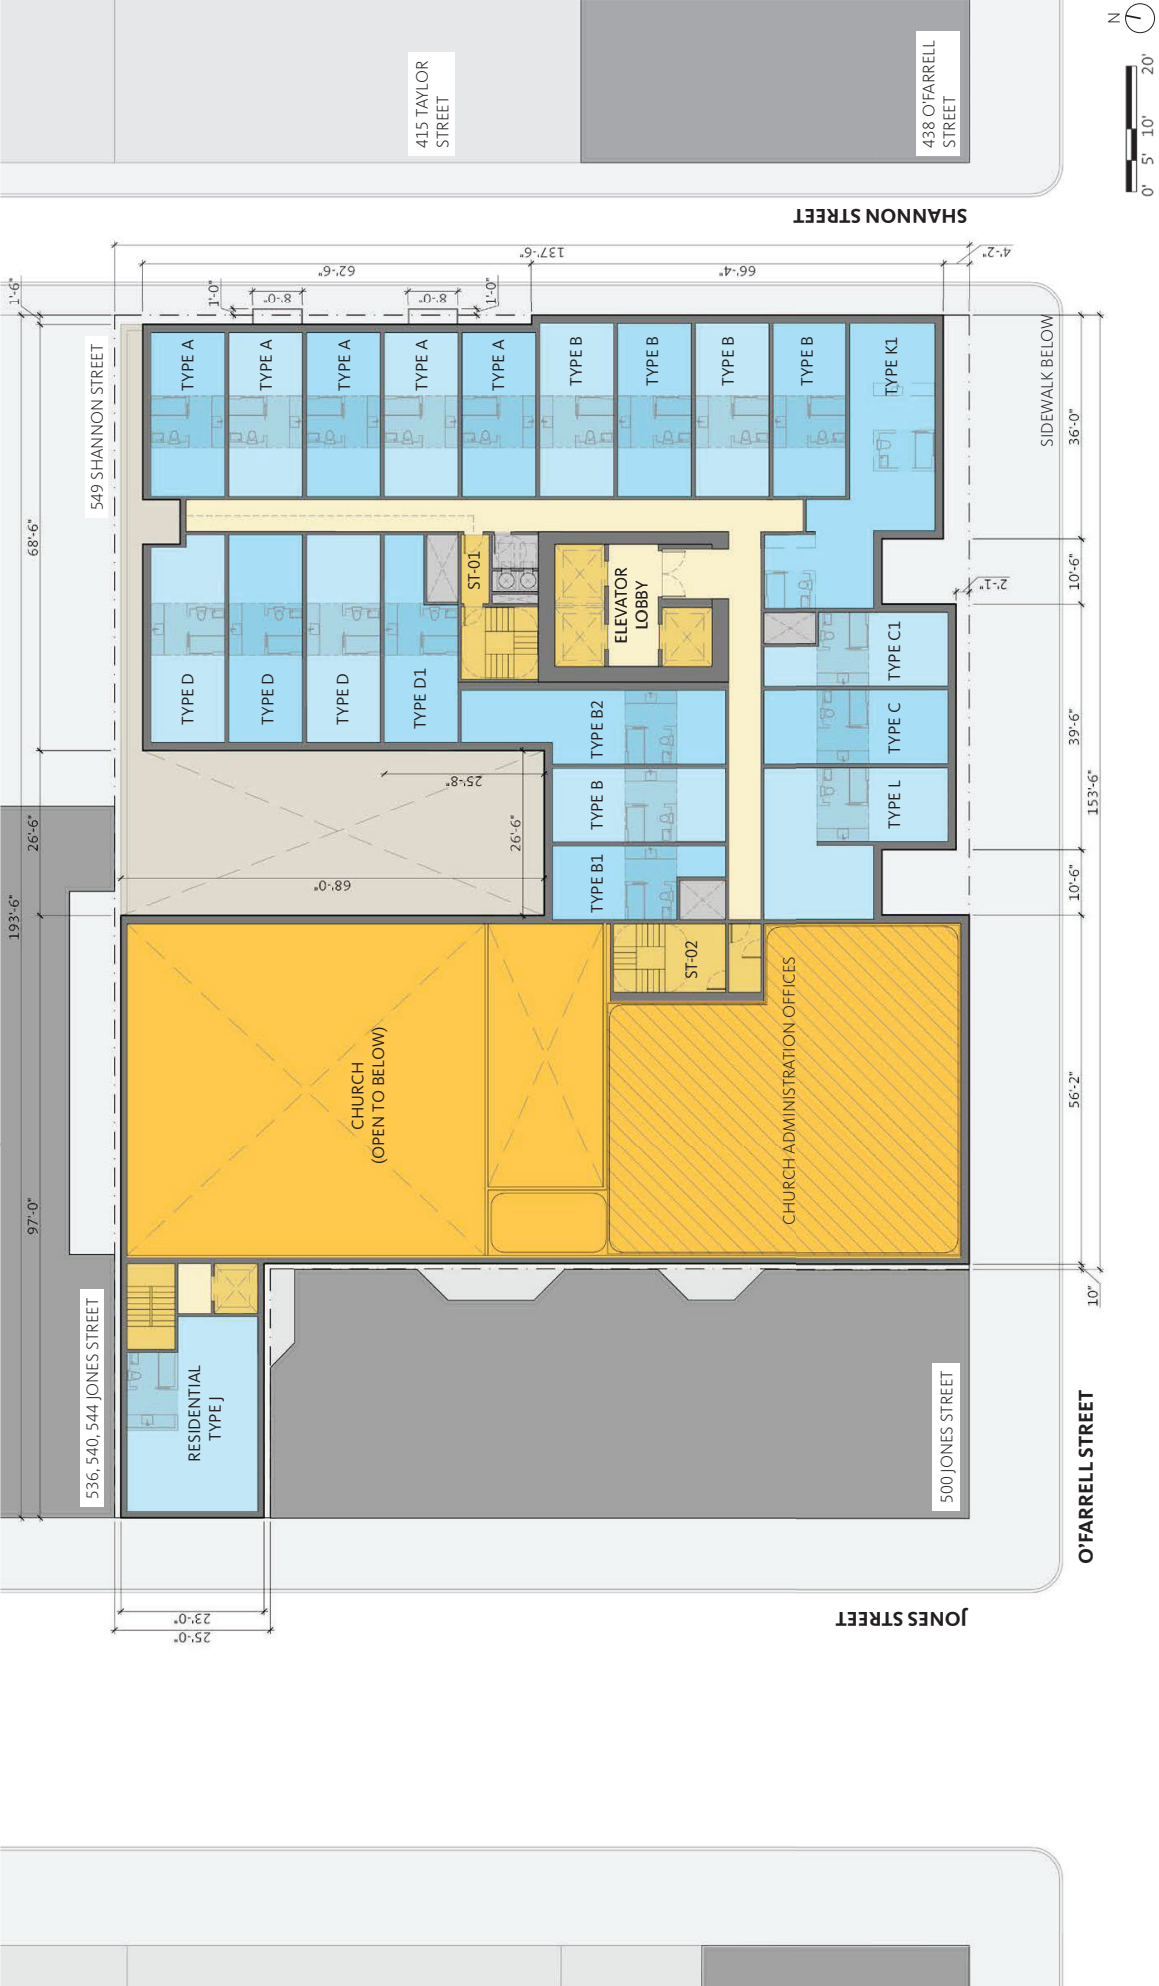 N
0' 5' 10' 20'
415 TAYLOR
STREET
438 O'FARRELL
STREET
SHANNON STREET
137'-6"
62'-6"
66'-4"
4'-2"
1'-0"
8'-0"
8'-0"
1'-0"
1'-6"
549 SHANNON STREET
SIDEWALK BELOW
TYPE A
TYPE A
TYPE A
TYPE A
TYPE A
TYPE B
TYPE B
TYPE B
TYPE B
TYPE K1
68'-6"
36'-0"
ST-01
ELEVATOR
LOBBY
10'-6"
2'-1"
TYPE D
TYPE D
TYPE D
TYPE D1
TYPE B2
TYPE C1
TYPE C
39'-6"
25'-8"
TYPE B
TYPE L
153'-6"
26'-6"
26'-6"
68'-0"
TYPE B1
10'-6"
193'-6"
ST-02
CHURCH
(OPEN TO BELOW)
CHURCH ADMINISTRATION OFFICES
56'-2"
97'-0"
10"
536, 540, 544 JONES STREET
RESIDENTIAL
TYPE J
500 JONES STREET
O'FARRELL STREET
23'-0"
25'-0"
JONES STREET